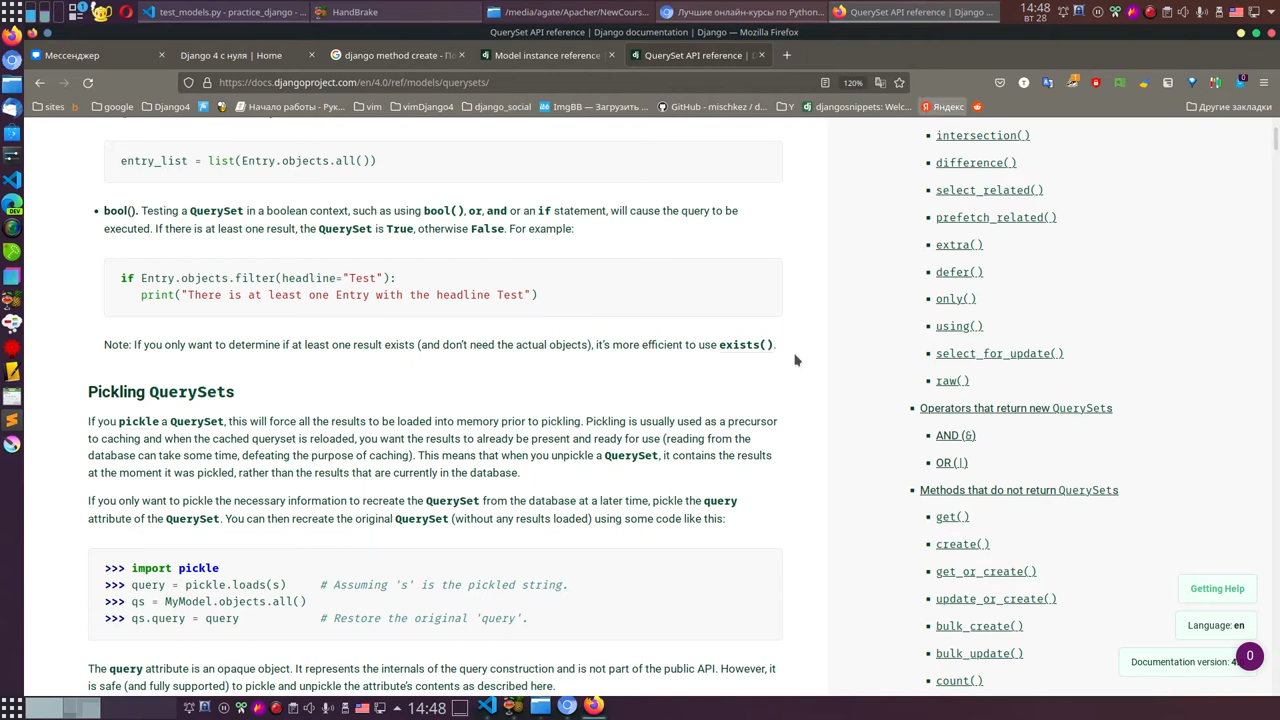 test_models.py - practice_django -
HandBrake
/media/agate/Apacher/NewCours...
Лучшие онлайн-курсы по Python...
QuerySet API reference | Django ...
14:48
вт 28
QuerySet API reference | Django documentation | Django — Mozilla Firefox
Мессенджер
Django 4 с нуля | Home
django method create - По
Model instance reference
QuerySet API reference | D
https://docs.djangoproject.com/en/4.0/ref/models/querysets/
120%
sites
google
Django4
Начало работы - Рук...
vim
vimDjango4
django_social
ImgBB — Загрузить ...
GitHub - mischkez / d...
Y
djangosnippets: Welc...
Яндекс
Другие закладки
entry_list = list(Entry.objects.all())
• bool(). Testing a QuerySet in a boolean context, such as using bool(), or, and or an if statement, will cause the query to be
executed. If there is at least one result, the QuerySet is True, otherwise False. For example:
if Entry.objects.filter(headline="Test"):
print("There is at least one Entry with the headline Test")
Note: If you only want to determine if at least one result exists (and don't need the actual objects), it's more efficient to use exists().
Pickling QuerySets
If you pickle a QuerySet, this will force all the results to be loaded into memory prior to pickling. Pickling is usually used as a precursor
to caching and when the cached queryset is reloaded, you want the results to already be present and ready for use (reading from the
database can take some time, defeating the purpose of caching). This means that when you unpickle a QuerySet, it contains the results
at the moment it was pickled, rather than the results that are currently in the database.
If you only want to pickle the necessary information to recreate the QuerySet from the database at a later time, pickle the query
attribute of the QuerySet. You can then recreate the original QuerySet (without any results loaded) using some code like this:
>>> import pickle
>>> query = pickle.loads(s) # Assuming 's' is the pickled string.
>>> qs = MyModel.objects.all()
>>> qs.query = query # Restore the original 'query'.
The query attribute is an opaque object. It represents the internals of the query construction and is not part of the public API. However, it
is safe (and fully supported) to pickle and unpickle the attribute's contents as described here.
intersection()
difference()
select_related()
prefetch_related()
extra()
defer()
only()
using()
select_for_update()
raw()
Operators that return new QuerySets
AND (&)
OR (|)
Methods that do not return QuerySets
get()
create()
get_or_create()
update_or_create()
bulk_create()
bulk_update()
count()
Getting Help
Language: en
Documentation version: 4
0
14:48